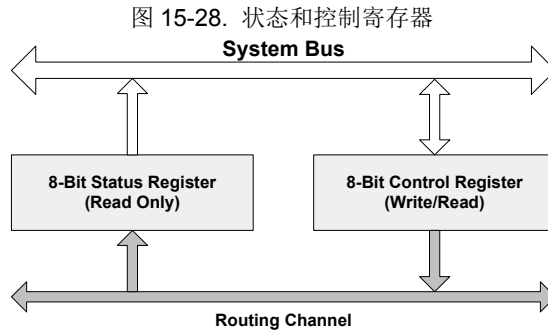 图 15-28. 状态和控制寄存器
System Bus
8-Bit Status Register
(Read Only)
8-Bit Control Register
(Write/Read)
Routing Channel